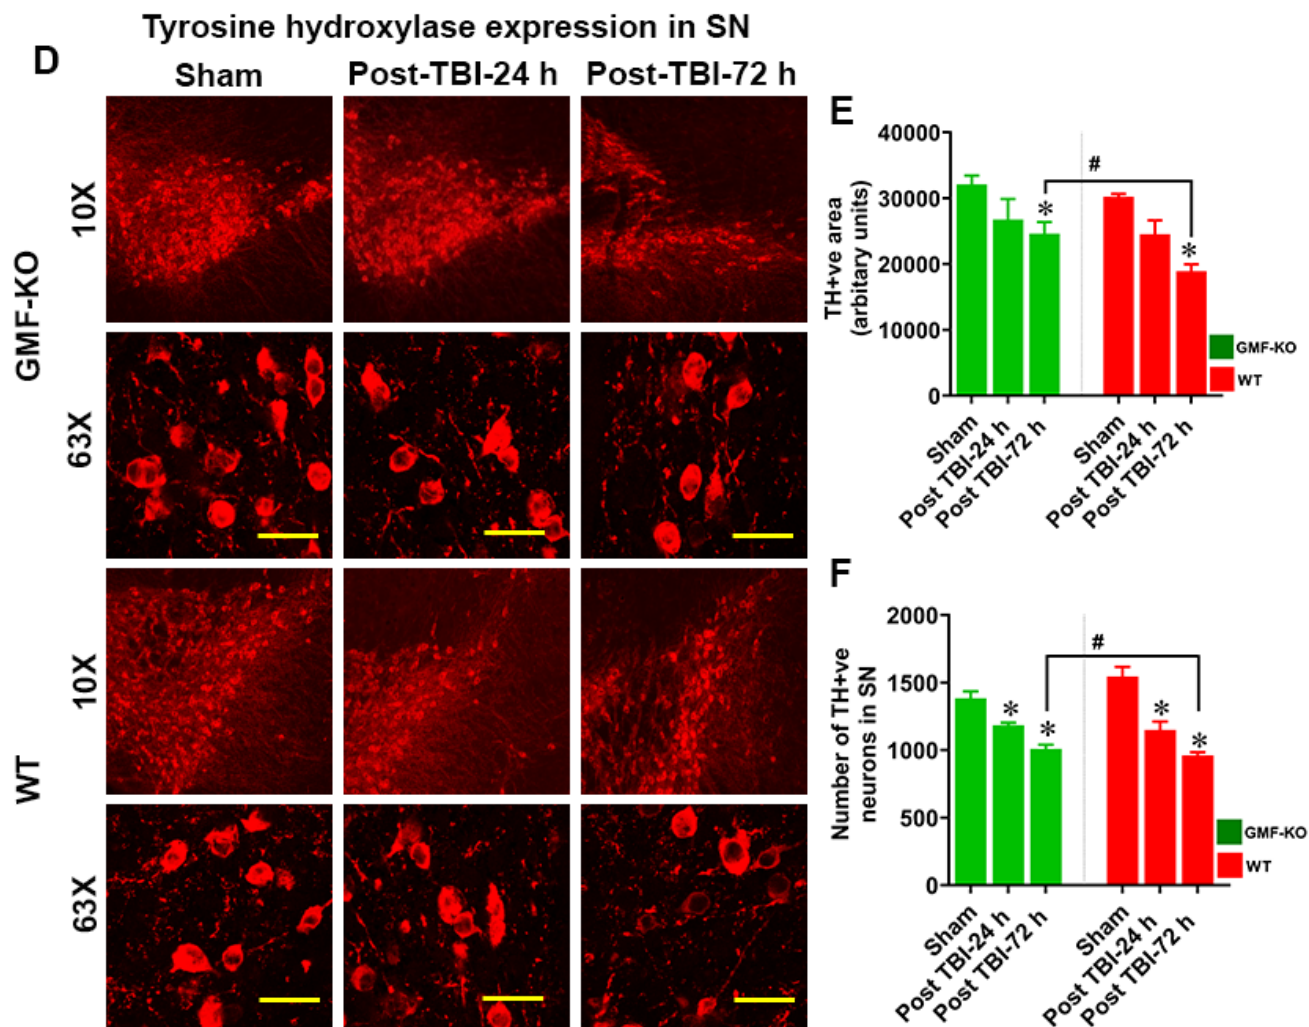 Tyrosine hydroxylase expression in SN
D
Sham
Post-TBI-24 h
Post-TBI-72 h
GMF-KO
10X
63X
WT
10X
63X
E
TH+ve area
(arbitary units)
40000
30000
20000
10000
0
*
#
*
Sham
Post TBI-24 h
Post TBI-72 h
Sham
Post TBI-24 h
Post TBI-72 h
GMF-KO
WT
F
Number of TH+ve
neurons in SN
2000
1500
1000
500
0
*
*
#
*
*
Sham
Post TBI-24 h
Post TBI-72 h
Sham
Post TBI-24 h
Post TBI-72 h
GMF-KO
WT